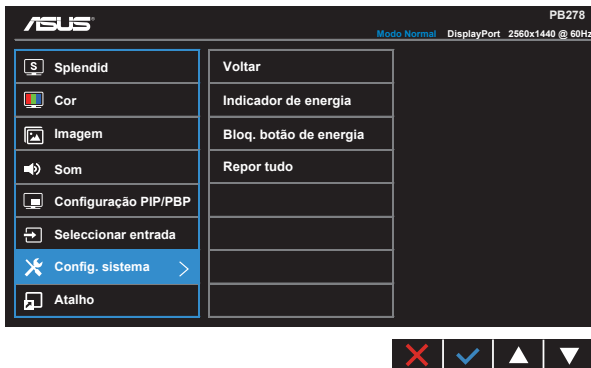 ASUS
PB278
Modo Normal DisplayPort 2560x1440 @ 60Hz
S Splendid
Cor
Imagem
Som
Configuração PIP/PBP
Seleccionar entrada
Config. sistema
Atalho
Voltar
Indicador de energia
Bloq. botão de energia
Repor tudo